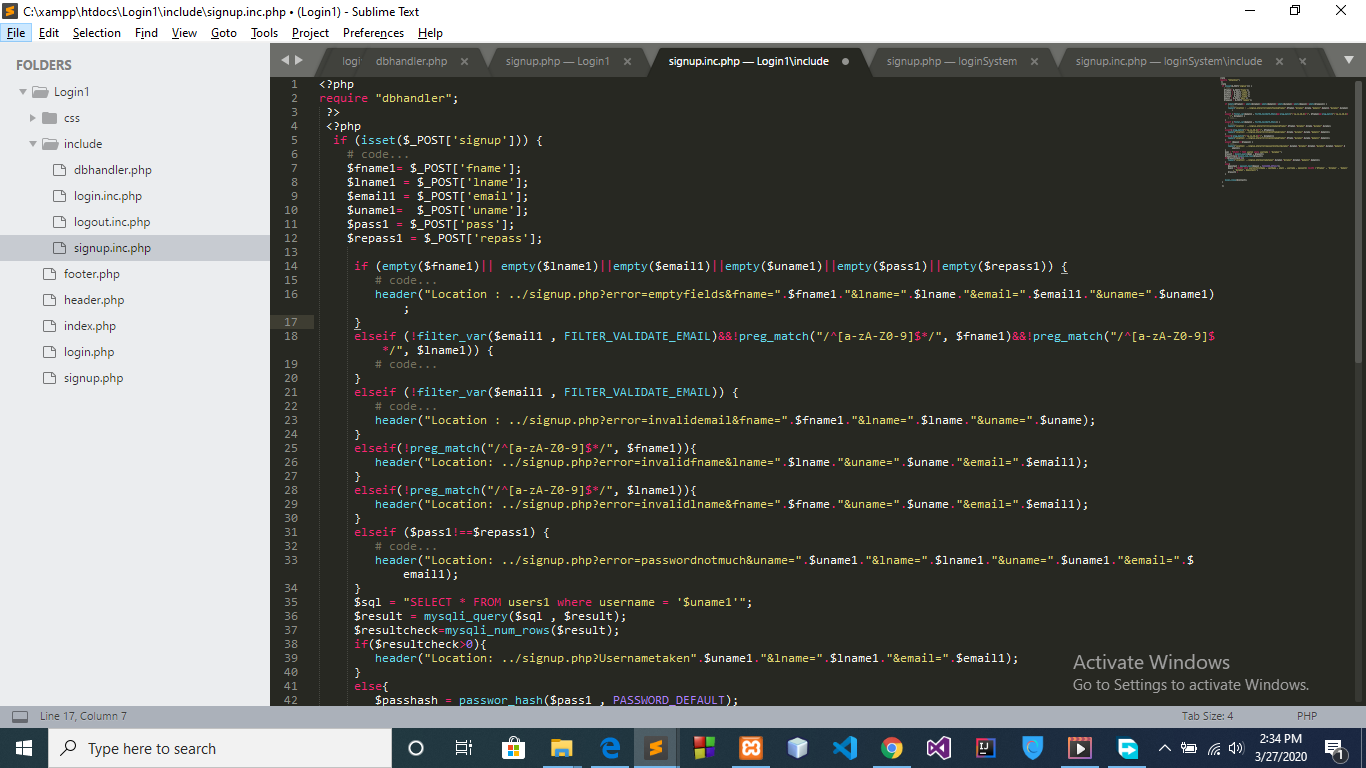 C:\xampp\htdocs\Login1\include\signup.inc.php • (Login1) - Sublime Text
File Edit Selection Find View Goto Tools Project Preferences Help
FOLDERS
Login1
css
include
dbhandler.php
login.inc.php
logout.inc.php
signup.inc.php
footer.php
header.php
index.php
login.php
signup.php
logi dbhandler.php × signup.php — Login1 × signup.inc.php — Login1\include signup.php — loginSystem × signup.inc.php — loginSystem\include ×
1 <?php
2 require "dbhandler";
3 ?>
4 <?php
5 if (isset($_POST['signup'])) {
6 # code...
7 $fname1= $_POST['fname'];
8 $lname1 = $_POST['lname'];
9 $email1 = $_POST['email'];
10 $uname1=  $_POST['uname'];
11 $pass1 = $_POST['pass'];
12 $repass1 = $_POST['repass'];
13
14 if (empty($fname1)|| empty($lname1)||empty($email1)||empty($uname1)||empty($pass1)||empty($repass1)) {
15 # code...
16 header("Location : ../signup.php?error=emptyfields&fname=".$fname1."&lname=".$lname."&email=".$email1."&uname=".$uname1)
;
17 }
18 elseif (!filter_var($email1 , FILTER_VALIDATE_EMAIL)&&!preg_match("/^[a-zA-Z0-9]$*/", $fname1)&&!preg_match("/^[a-zA-Z0-9]$
*/", $lname1)) {
19 # code...
20 }
21 elseif (!filter_var($email1 , FILTER_VALIDATE_EMAIL)) {
22 # code...
23 header("Location : ../signup.php?error=invalidemail&fname=".$fname1."&lname=".$lname."&uname=".$uname);
24 }
25 elseif(!preg_match("/^[a-zA-Z0-9]$*/", $fname1)){
26 header("Location: ../signup.php?error=invalidfname&lname=".$lname."&uname=".$uname."&email=".$email1);
27 }
28 elseif(!preg_match("/^[a-zA-Z0-9]$*/", $lname1)){
29 header("Location: ../signup.php?error=invalidlname&fname=".$fname."&uname=".$uname."&email=".$email1);
30 }
31 elseif ($pass1!==$repass1) {
32 # code...
33 header("Location: ../signup.php?error=passwordnotmuch&uname=".$uname1."&lname=".$lname1."&uname=".$uname1."&email=".$
email1);
34 }
35 $sql = "SELECT * FROM users1 where username = '$uname1'";
36 $result = mysqli_query($sql , $result);
37 $resultcheck=mysqli_num_rows($result);
38 if($resultcheck>0){
39 header("Location: ../signup.php?Usernametaken".$uname1."&lname=".$lname1."&email=".$email1);
40 }
41 else{
42 $passhash = passwor_hash($pass1 , PASSWORD_DEFAULT);
Activate Windows
Go to Settings to activate Windows.
Line 17, Column 7 Tab Size: 4 PHP
Type here to search
2:34 PM
3/27/2020
1